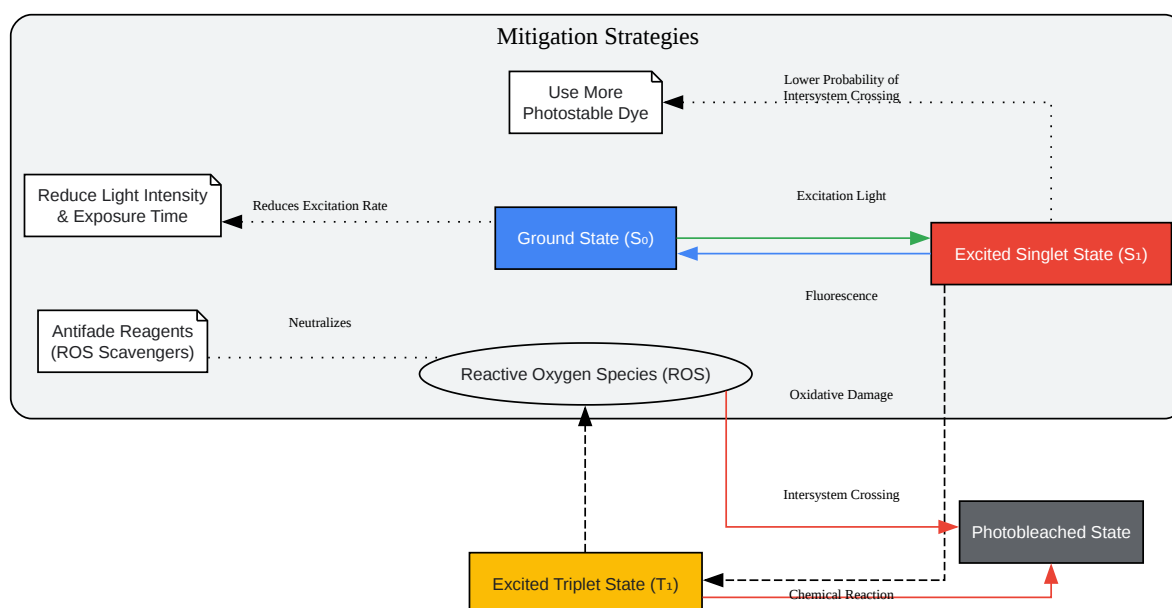 Mitigation Strategies
Use More
Photostable Dye
Lower Probability of
Intersystem Crossing
Reduce Light Intensity
& Exposure Time
Reduces Excitation Rate
Excitation Light
Ground State (S₀)
Excited Singlet State (S₁)
Fluorescence
Antifade Reagents
(ROS Scavengers)
Neutralizes
Reactive Oxygen Species (ROS)
Oxidative Damage
Intersystem Crossing
Photobleached State
Excited Triplet State (T₁)
Chemical Reaction